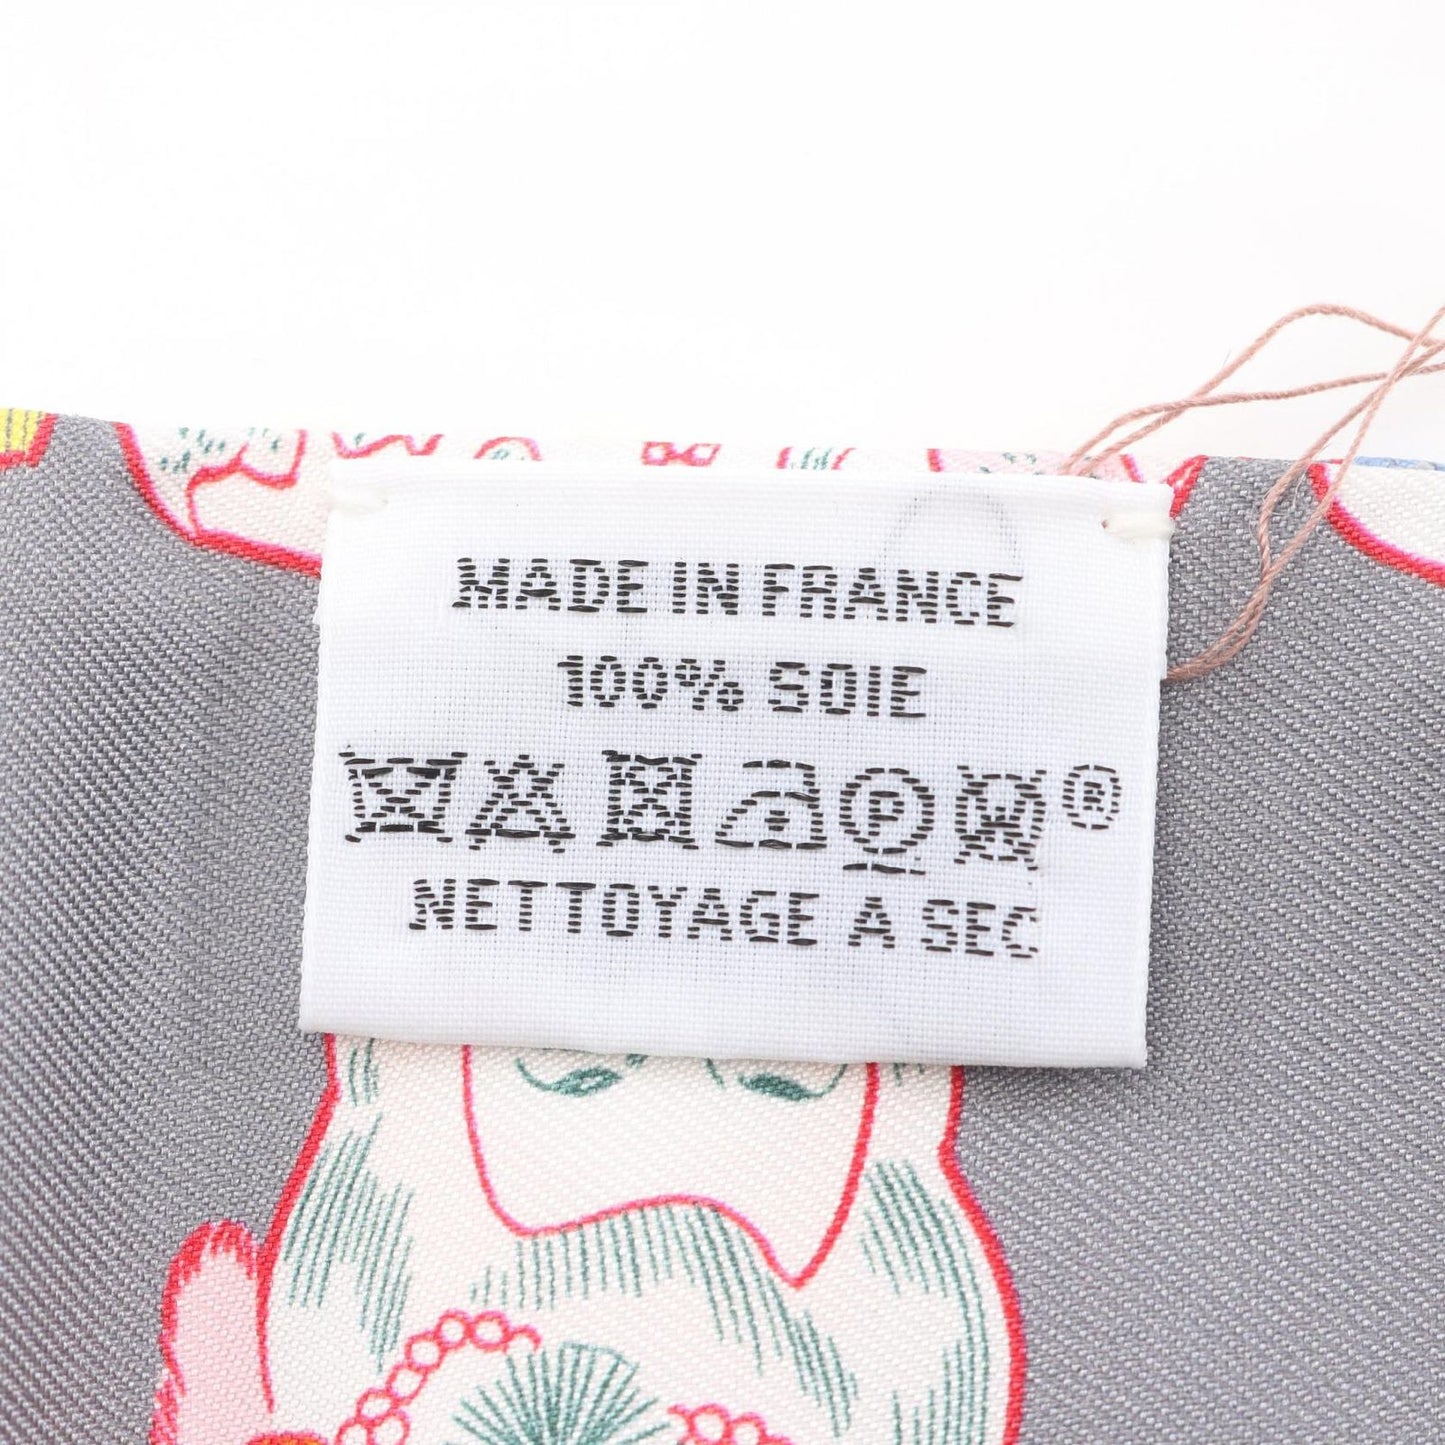 MADE IN FRANCE
100% SOIE
P W ®
NETTOYAGE A SEC